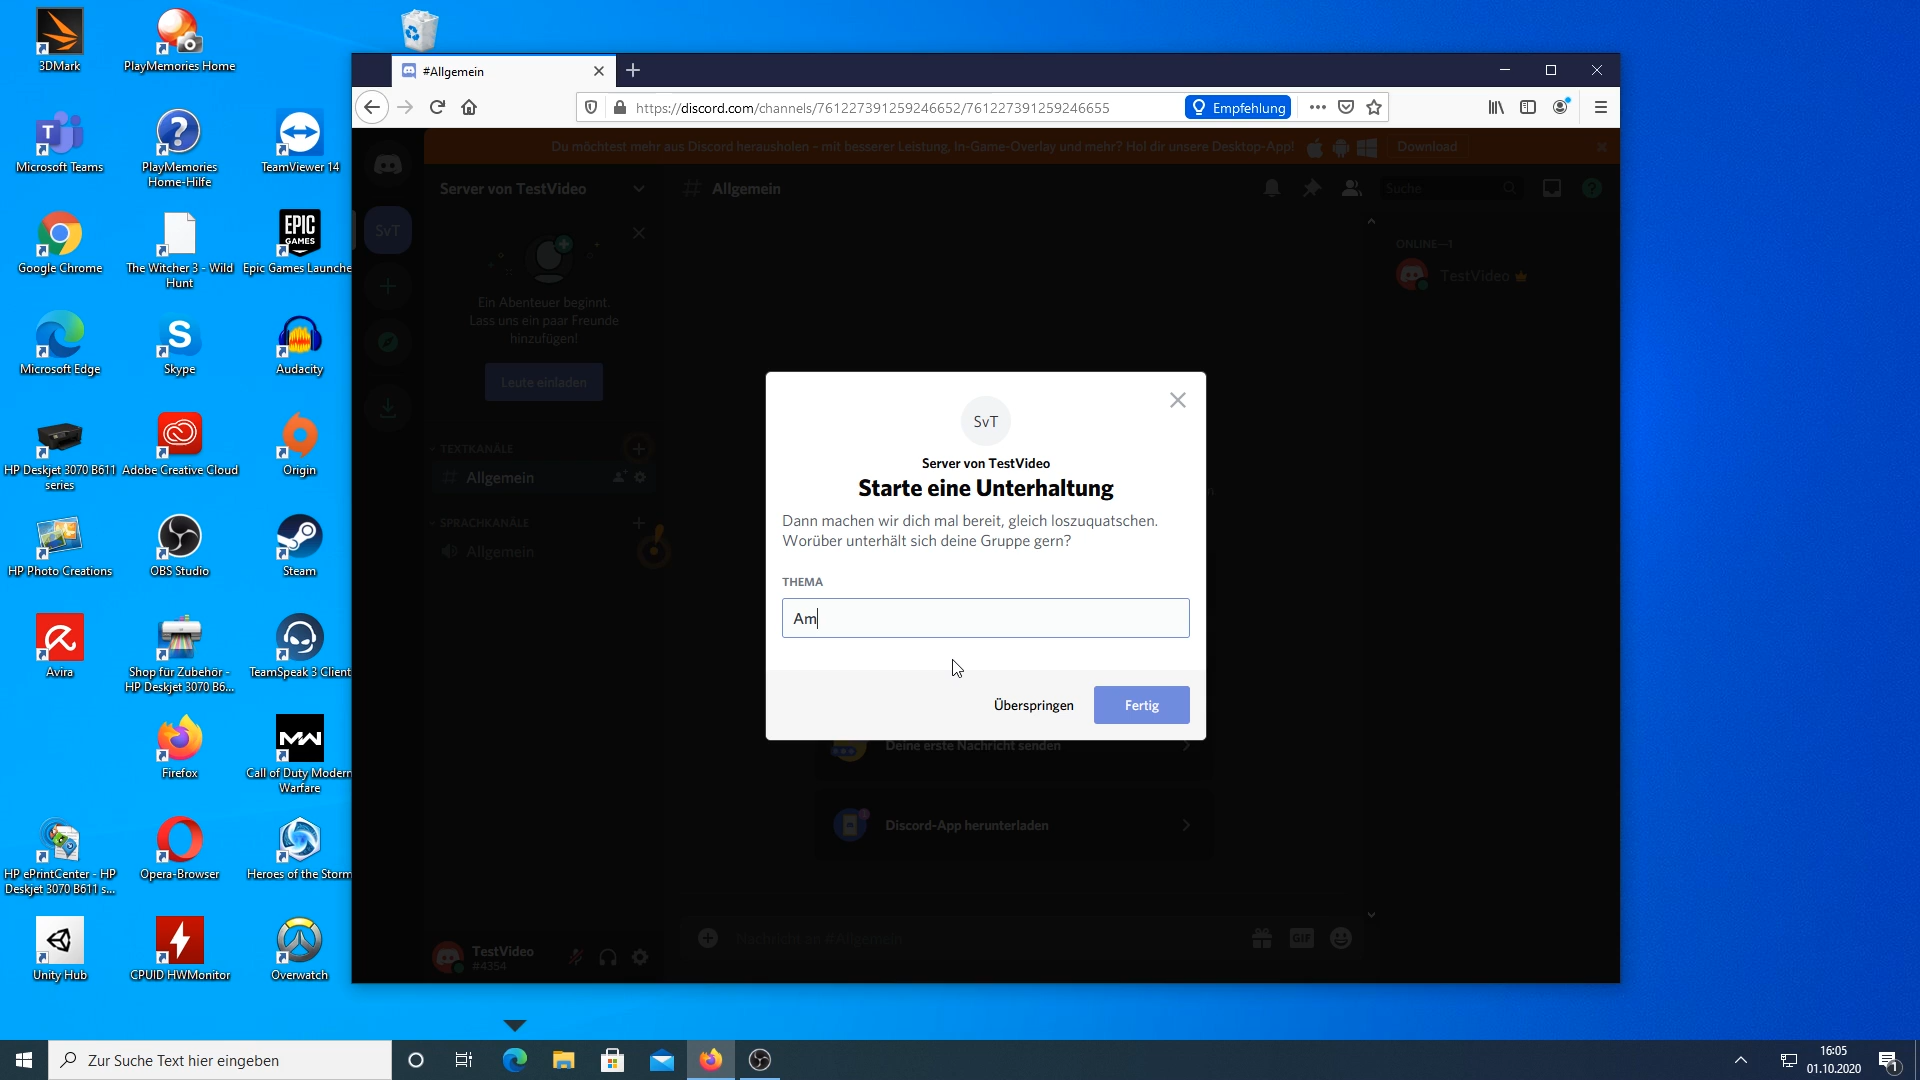 3DMark
PlayMemories Home
Microsoft Teams
PlayMemories
Home-Hilfe
TeamViewer 14
Google Chrome
The Witcher 3 - Wild
Hunt
EPIC
GAMES
Epic Games Launche
Microsoft Edge
Skype
Audacity
HP Deskjet 3070 B611
series
Adobe Creative Cloud
Origin
HP Photo Creations
OBS Studio
Steam
Avira
Shop für Zubehör -
HP Deskjet 3070 B6...
TeamSpeak 3 Client
Firefox
Call of Duty Modern
Warfare
HP ePrintCenter - HP
Deskjet 3070 B611 s...
Opera-Browser
Heroes of the Storm
Unity Hub
CPUID HWMonitor
Overwatch
#Allgemein
https://discord.com/channels/761227391259246652/761227391259246655
Empfehlung
Du möchtest mehr aus Discord herausholen – mit besserer Leistung, In-Game-Overlay und mehr? Hol dir unsere Desktop-App!
Download
Server von TestVideo
Allgemein
Suche
SvT
Ein Abenteuer beginnt.
Lass uns ein paar Freunde
hinzufügen!
Leute einladen
TEXTKANÄLE
Allgemein
SPRACHKANÄLE
Allgemein
ONLINE—1
TestVideo
SvT
Server von TestVideo
Starte eine Unterhaltung
Dann machen wir dich mal bereit, gleich loszuquatschen.
Worüber unterhält sich deine Gruppe gern?
THEMA
Am
Überspringen
Fertig
Deine erste Nachricht senden
Discord-App herunterladen
TestVideo
#4354
Nachricht an #Allgemein
GIF
Zur Suche Text hier eingeben
16:05
01.10.2020
1